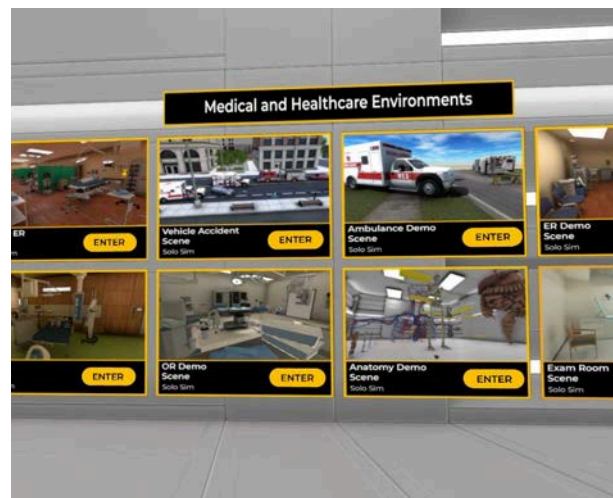 Medical and Healthcare Environments
ER
Sim
ENTER
Vehicle Accident
Scene
Solo Sim
ENTER
Ambulance Demo
Scene
Solo Sim
ENTER
ER Demo
Scene
Solo Sim
ENTER
OR Demo
Scene
Solo Sim
ENTER
Anatomy Demo
Scene
Solo Sim
ENTER
Exam Room
Scene
Solo Sim